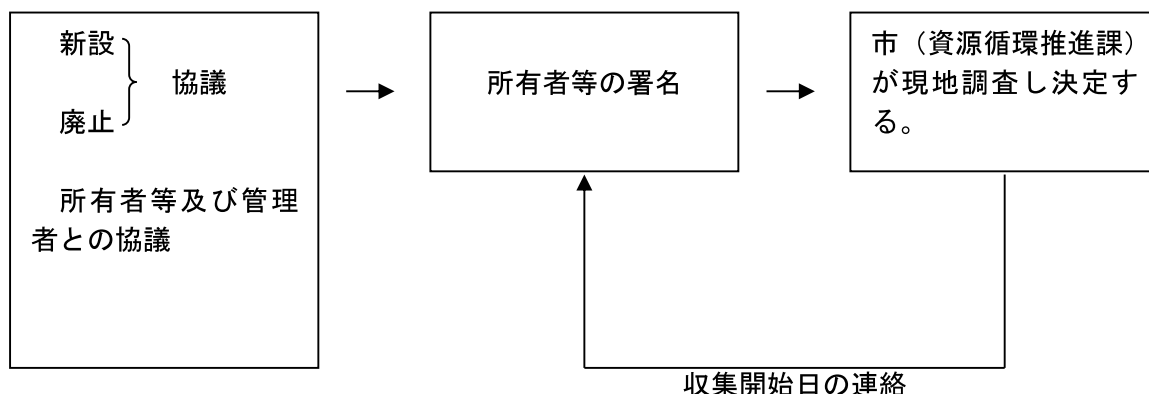 新設
協議
廃止
所有者等及び管理
者との協議
所有者等の署名
市（資源循環推進課）
が現地調査し決定す
る。
収集開始日の連絡